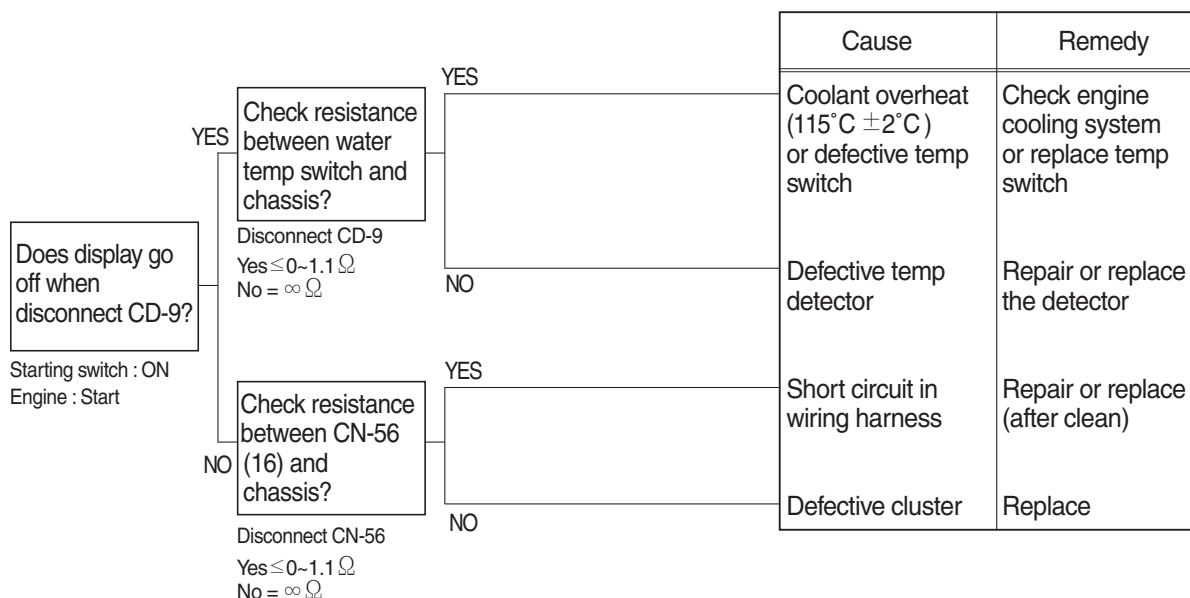 Does display go
off when
disconnect CD-9?
Starting switch : ON
Engine : Start
YES
Check resistance
between water
temp switch and
chassis?
Disconnect CD-9
Yes≤0~1.1Ω
No = ∞Ω
NO
Check resistance
between CN-56
(16) and
chassis?
Disconnect CN-56
Yes≤0~1.1Ω
No = ∞Ω
YES
NO
YES
NO
Cause
Remedy
Coolant overheat
(115°C ±2°C)
or defective temp
switch
Check engine
cooling system
or replace temp
switch
Defective temp
detector
Repair or replace
the detector
Short circuit in
wiring harness
Repair or replace
(after clean)
Defective cluster
Replace